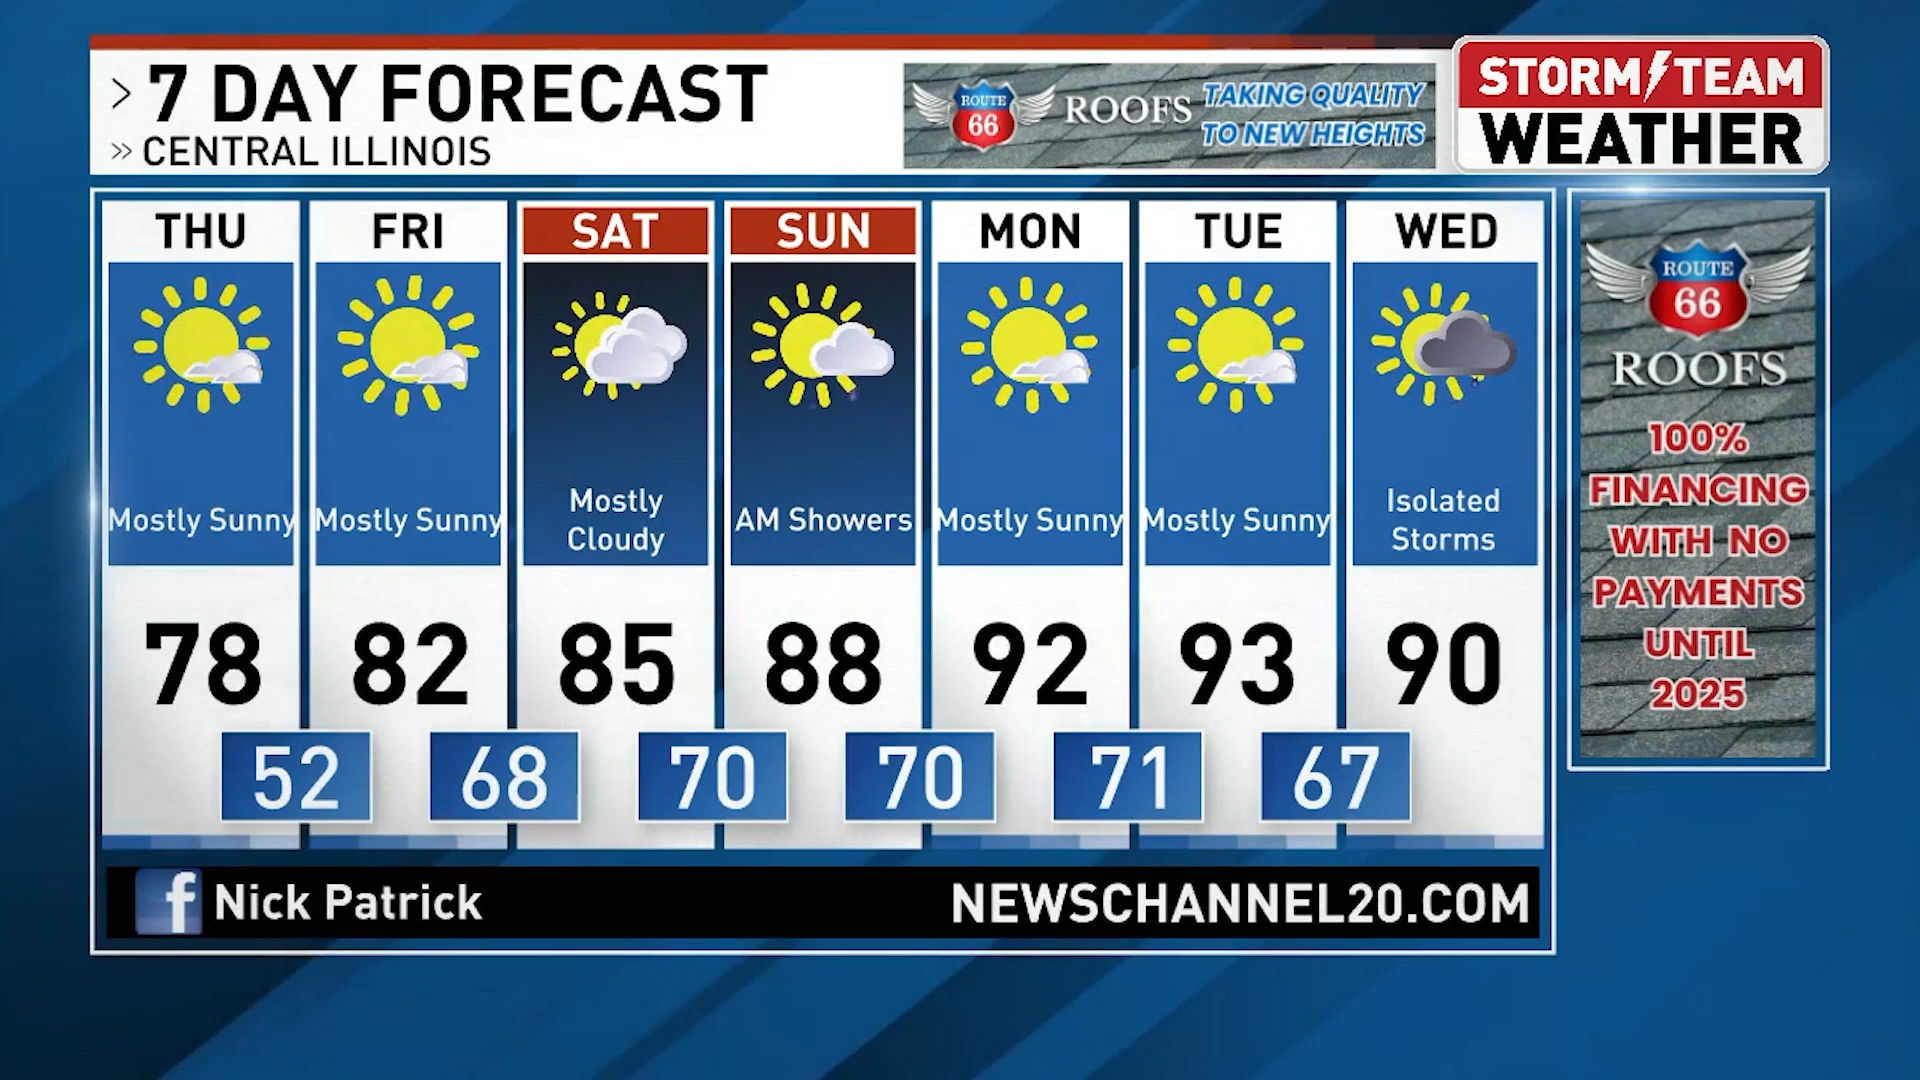 > 7 DAY FORECAST
» CENTRAL ILLINOIS
ROUTE
66
ROOFS
TAKING QUALITY
TO NEW HEIGHTS
STORM TEAM
WEATHER
THU FRI SAT SUN MON TUE WED
Mostly Sunny
Mostly Sunny
Mostly
Cloudy
AM Showers
Mostly Sunny
Mostly Sunny
Isolated
Storms
78 82 85 88 92 93 90
52 68 70 70 71 67
f Nick Patrick
NEWSCHANNEL20.COM
ROUTE
66
ROOFS
100%
FINANCING
WITH NO
PAYMENTS
UNTIL
2025